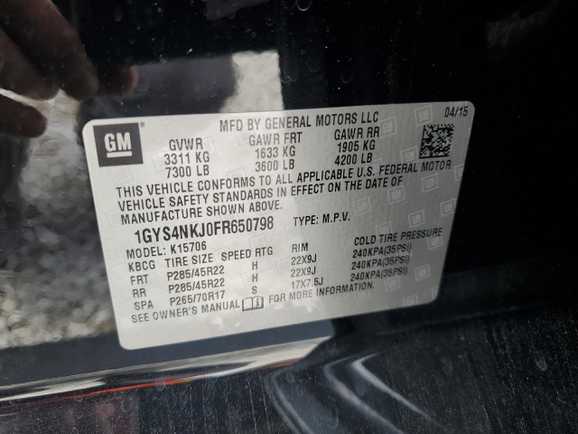 MFD BY GENERAL MOTORS LLC
04/15
GM
GVWR GAWR FRT GAWR RR
3311 KG 1633 KG 1905 KG
7300 LB 3600 LB 4200 LB
THIS VEHICLE CONFORMS TO ALL APPLICABLE U.S. FEDERAL MOTOR
VEHICLE SAFETY STANDARDS IN EFFECT ON THE DATE OF
MANUFACTURE SHOWN ABOVE.
1GYS4NKJ0FR650798 TYPE: M.P.V.
MODEL: K15706
KBCG TIRE SIZE SPEED RTG RIM COLD TIRE PRESSURE
FRT P285/45R22 H 22X9J 240KPA(35PSI)
RR P285/45R22 H 22X9J 240KPA(35PSI)
SPA P265/70R17 S 17X7.5J 240KPA(35PSI)
SEE OWNER'S MANUAL FOR MORE INFORMATION.